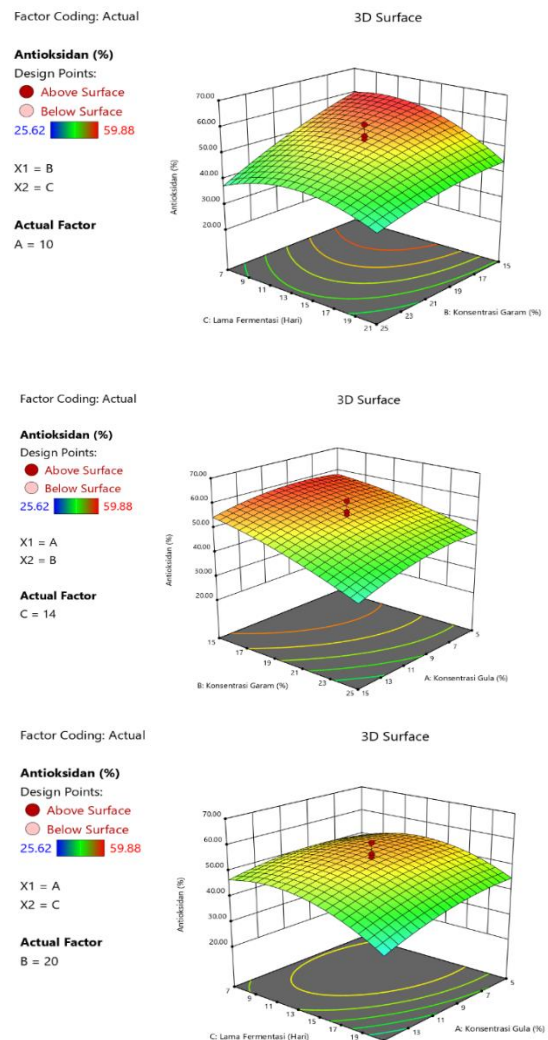 Factor Coding: Actual
3D Surface
Antioksidan (%)
Design Points:
Above Surface
Below Surface
25.62 59.88
X1 = B
X2 = C
Actual Factor
A = 10
70.00
60.00
50.00
40.00
30.00
20.00
Antioksidan (%)
7 9 11 13 15 17 19 21
C: Lama Fermentasi (Hari)
25 23 21 19 17 15
B: Konsentrasi Garam (%)
Factor Coding: Actual
3D Surface
Antioksidan (%)
Design Points:
Above Surface
Below Surface
25.62 59.88
X1 = A
X2 = B
Actual Factor
C = 14
70.00
60.00
50.00
40.00
30.00
20.00
Antioksidan (%)
15 17 19 21 23 25
B: Konsentrasi Garam (%)
15 13 11 9 7 5
A: Konsentrasi Gula (%)
Factor Coding: Actual
3D Surface
Antioksidan (%)
Design Points:
Above Surface
Below Surface
25.62 59.88
X1 = A
X2 = C
Actual Factor
B = 20
70.00
60.00
50.00
40.00
30.00
20.00
Antioksidan (%)
7 9 11 13 15 17 19
C: Lama Fermentasi (Hari)
13 11 9 7 5
A: Konsentrasi Gula (%)